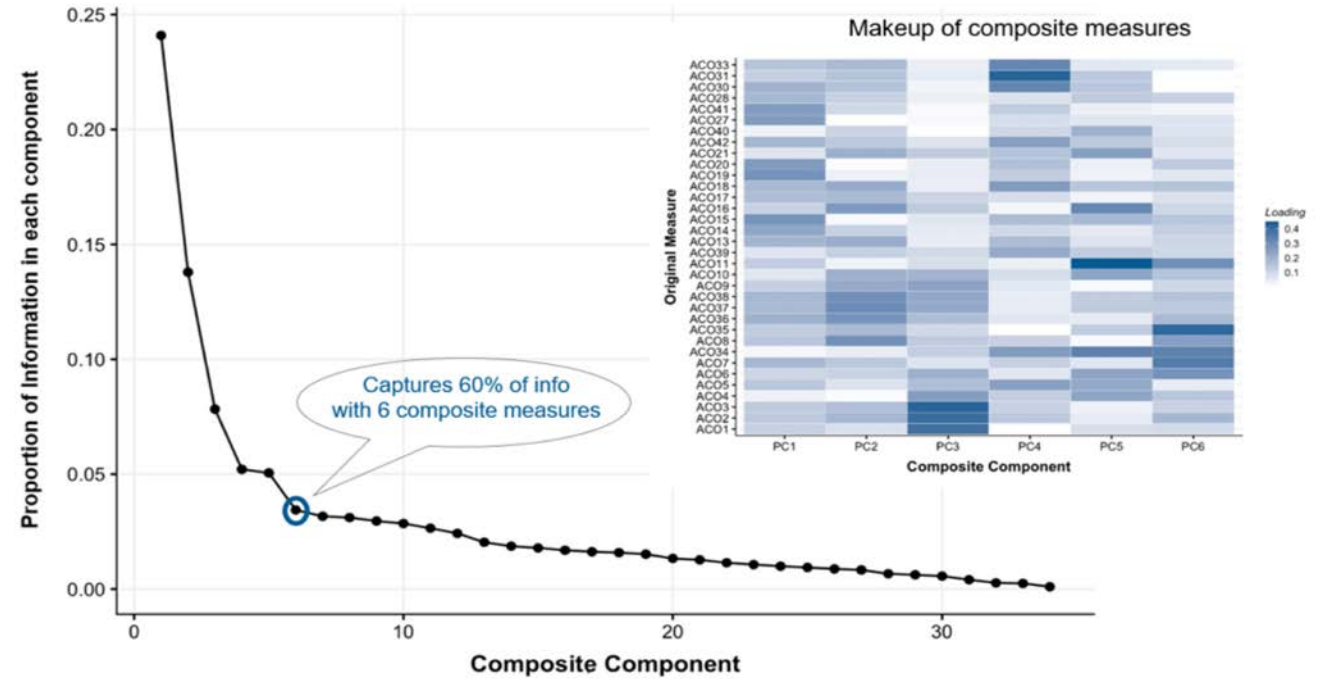 Makeup of composite measures
Proportion of Information in each component
0.25
0.20
0.15
0.10
0.05
0.00
0
10
20
30
Composite Component
Captures 60% of info
with 6 composite measures
Original Measure
ACO33
ACO31
ACO30
ACO28
ACO41
ACO27
ACO40
ACO42
ACO21
ACO20
ACO19
ACO18
ACO17
ACO16
ACO15
ACO14
ACO13
ACO39
ACO11
ACO10
ACO9
ACO38
ACO37
ACO36
ACO35
ACO8
ACO34
ACO7
ACO6
ACO5
ACO4
ACO3
ACO2
ACO1
PC1 PC2 PC3 PC4 PC5 PC6
Composite Component
Loading
0.4
0.3
0.2
0.1